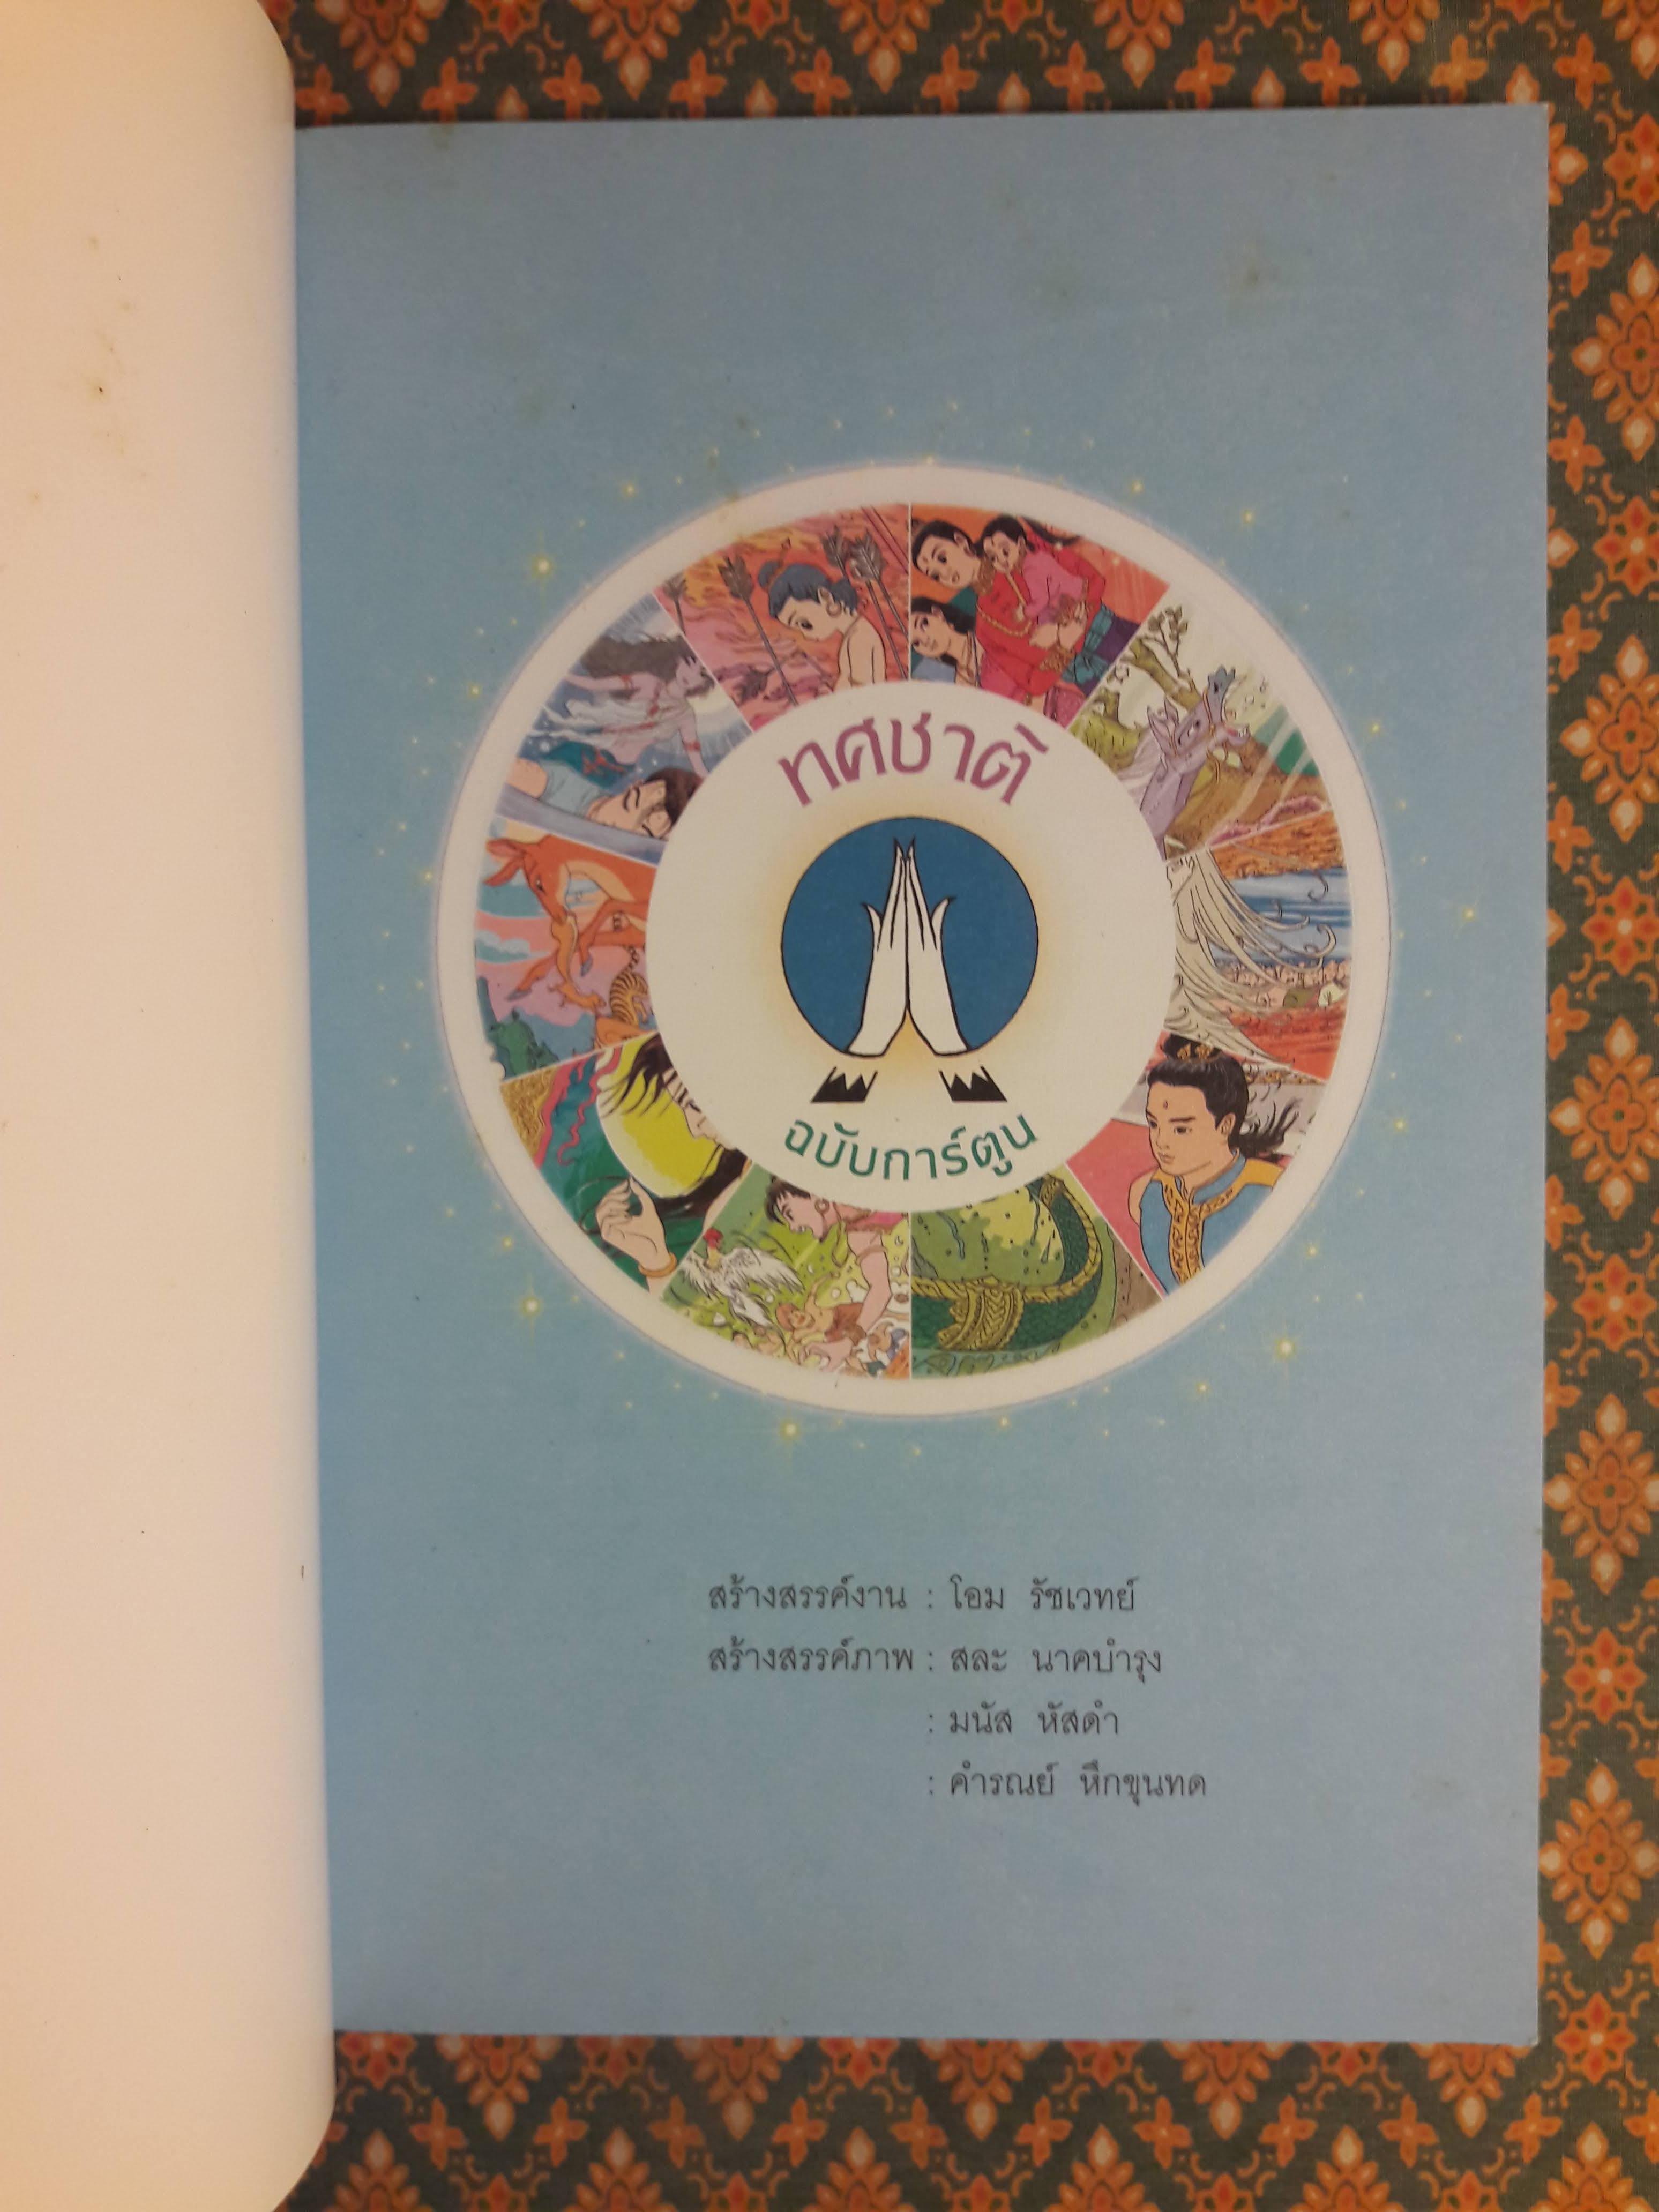 ทศชาติ
ฉบับการ์ตูน
สร้างสรรค์งาน : โอม รัชเวทย์
สร้างสรรค์ภาพ : สละ นาคบำรุง
: มนัส หัสดำ
: คำรณย์ หึกขุนทด